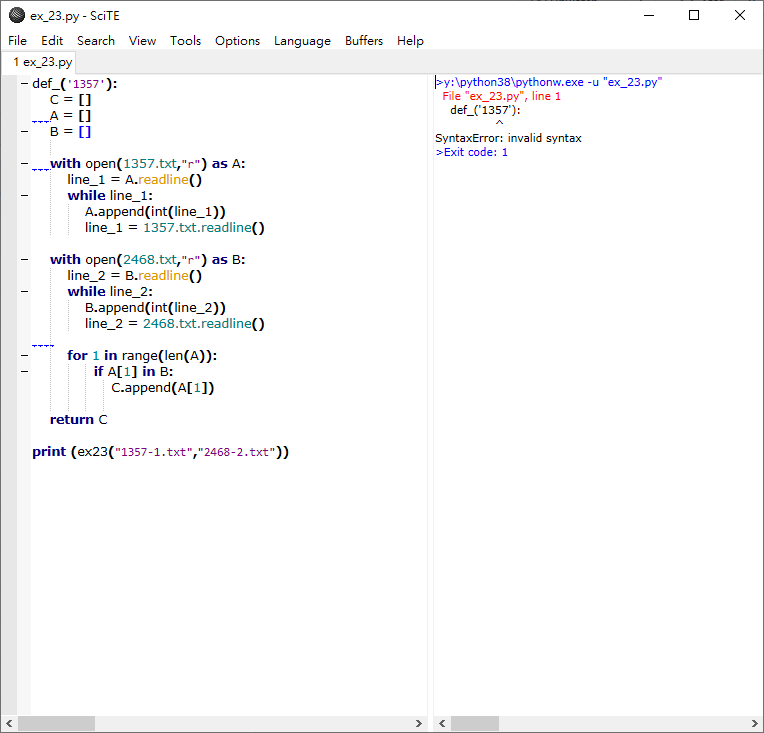 ex_23.py - SciTE
File Edit Search View Tools Options Language Buffers Help
1 ex_23.py
def_('1357'):
C = []
A = []
B = []
with open(1357.txt,"r") as A:
line_1 = A.readline()
while line_1:
A.append(int(line_1))
line_1 = 1357.txt.readline()
with open(2468.txt,"r") as B:
line_2 = B.readline()
while line_2:
B.append(int(line_2))
line_2 = 2468.txt.readline()
for 1 in range(len(A)):
if A[1] in B:
C.append(A[1])
return C
print (ex23("1357-1.txt","2468-2.txt"))
>y:\python38\pythonw.exe -u "ex_23.py"
File "ex_23.py", line 1
def_('1357'):
^
SyntaxError: invalid syntax
>Exit code: 1